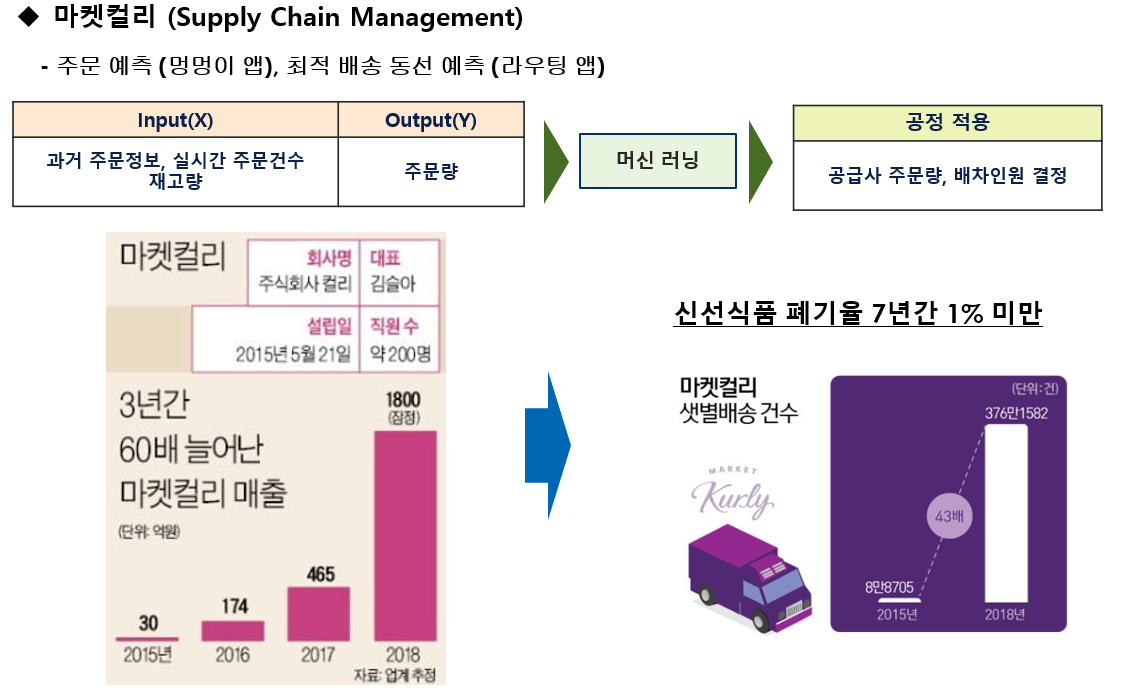 ◆ 마켓컬리 (Supply Chain Management)
- 주문 예측 (멍멍이 앱), 최적 배송 동선 예측 (라우팅 앱)
Input(X)
Output(Y)
과거 주문정보, 실시간 주문건수
재고량
주문량
머신 러닝
공정 적용
공급사 주문량, 배차인원 결정
마켓컬리
회사명
주식회사 컬리
대표
김슬아
설립일
2015년 5월 21일
직원 수
약 200명
3년간
60배 늘어난
마켓컬리 매출
(단위: 억원)
30
174
465
1800
(잠정)
2015년
2016
2017
2018
자료: 업계 추정
신선식품 폐기율 7년간 1% 미만
마켓컬리
샛별배송 건수
MARKET
Kurly
(단위:건)
376만1582
43배
8만8705
2015년
2018년